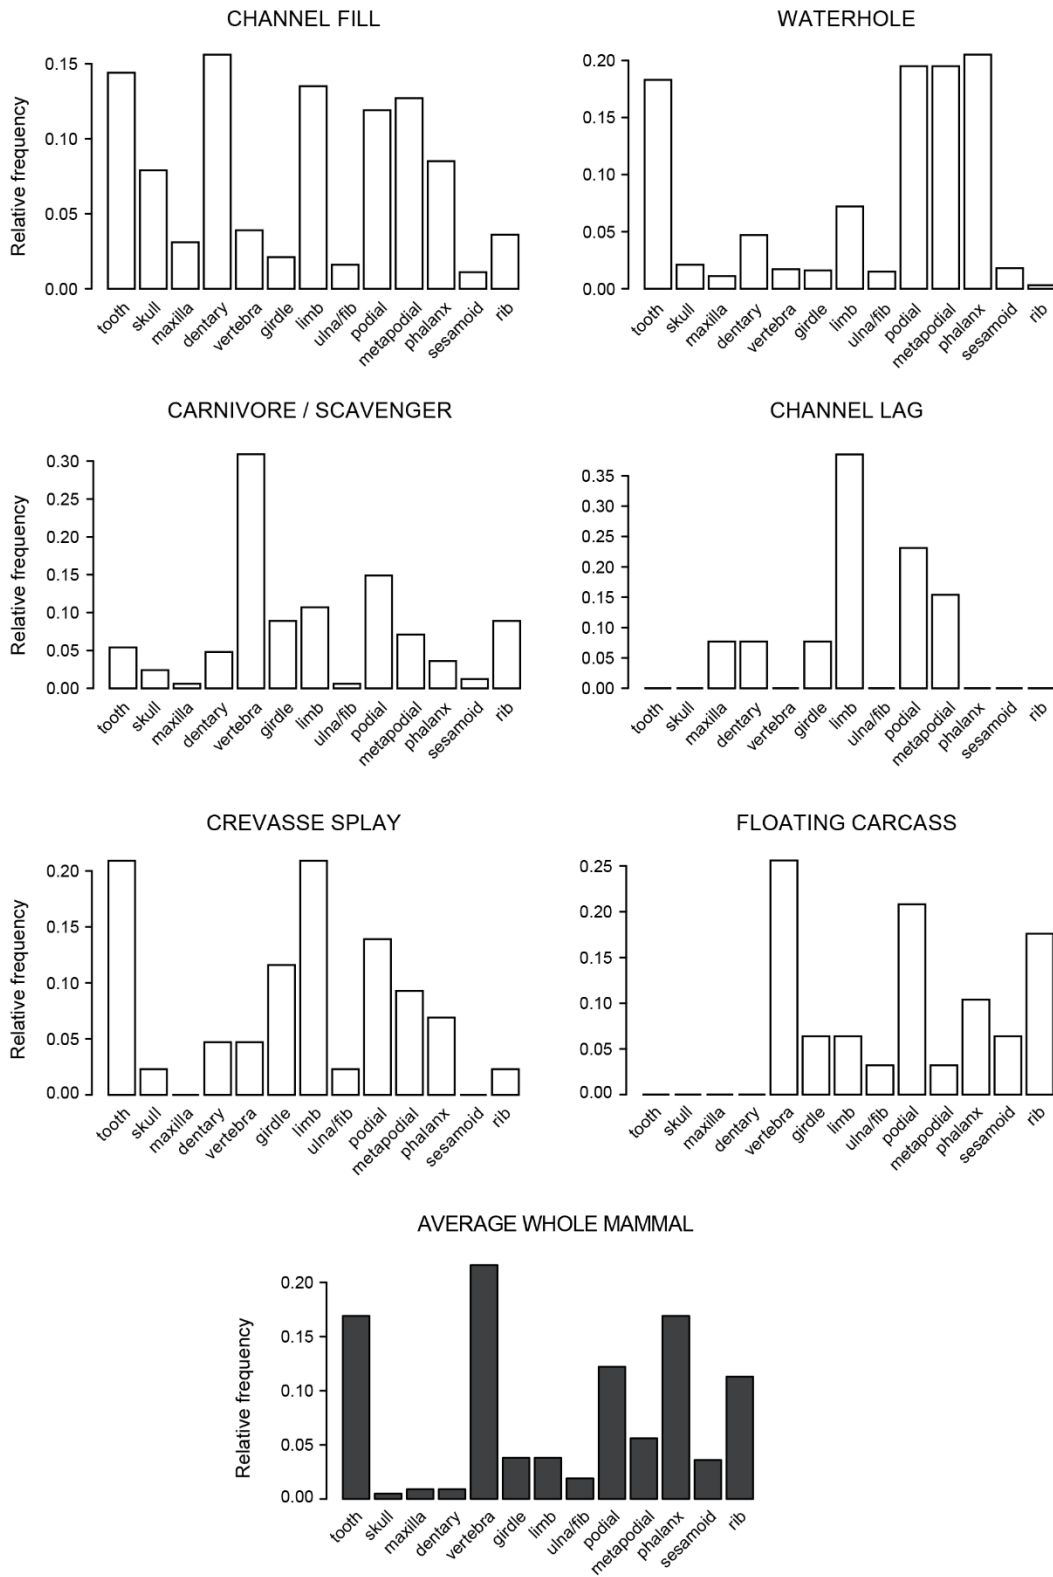 CHANNEL FILL
Relative frequency
0.15
0.10
0.05
0.00
tooth
skull
maxilla
dentary
vertebra
girdle
limb
ulna/fib
podial
metapodial
phalanx
sesamoid
rib
WATERHOLE
0.20
0.15
0.10
0.05
0.00
tooth
skull
maxilla
dentary
vertebra
girdle
limb
ulna/fib
podial
metapodial
phalanx
sesamoid
rib
CARNIVORE / SCAVENGER
Relative frequency
0.30
0.25
0.20
0.15
0.10
0.05
0.00
tooth
skull
maxilla
dentary
vertebra
girdle
limb
ulna/fib
podial
metapodial
phalanx
sesamoid
rib
CHANNEL LAG
0.35
0.30
0.25
0.20
0.15
0.10
0.05
0.00
tooth
skull
maxilla
dentary
vertebra
girdle
limb
ulna/fib
podial
metapodial
phalanx
sesamoid
rib
CREVASSE SPLAY
Relative frequency
0.20
0.15
0.10
0.05
0.00
tooth
skull
maxilla
dentary
vertebra
girdle
limb
ulna/fib
podial
metapodial
phalanx
sesamoid
rib
FLOATING CARCASS
0.25
0.20
0.15
0.10
0.05
0.00
tooth
skull
maxilla
dentary
vertebra
girdle
limb
ulna/fib
podial
metapodial
phalanx
sesamoid
rib
AVERAGE WHOLE MAMMAL
Relative frequency
0.20
0.15
0.10
0.05
0.00
tooth
skull
maxilla
dentary
vertebra
girdle
limb
ulna/fib
podial
metapodial
phalanx
sesamoid
rib